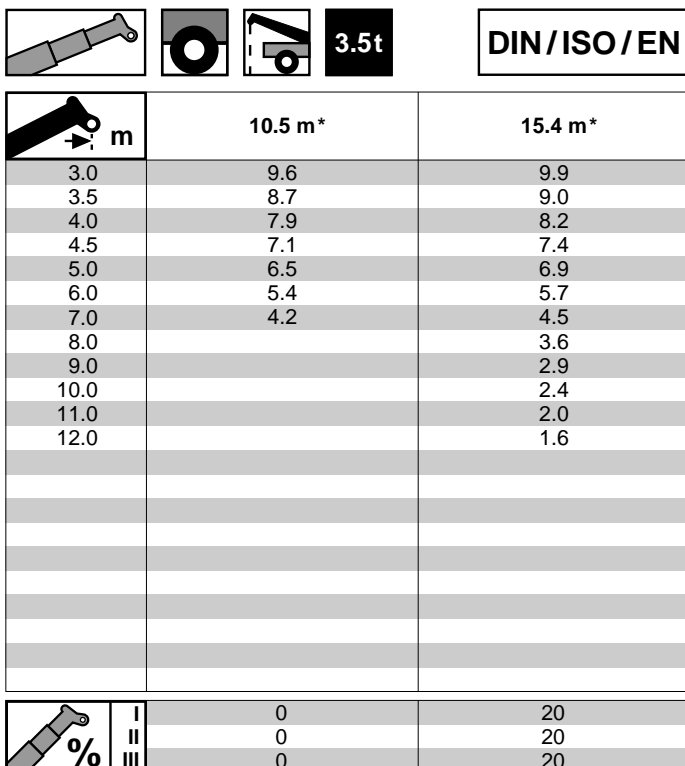 3.5t
DIN/ISO/EN
m 10.5 m* 15.4 m*
3.0 9.6 9.9
3.5 8.7 9.0
4.0 7.9 8.2
4.5 7.1 7.4
5.0 6.5 6.9
6.0 5.4 5.7
7.0 4.2 4.5
8.0 3.6
9.0 2.9
10.0 2.4
11.0 2.0
12.0 1.6
I 0 20
% II 0 20
III 0 20